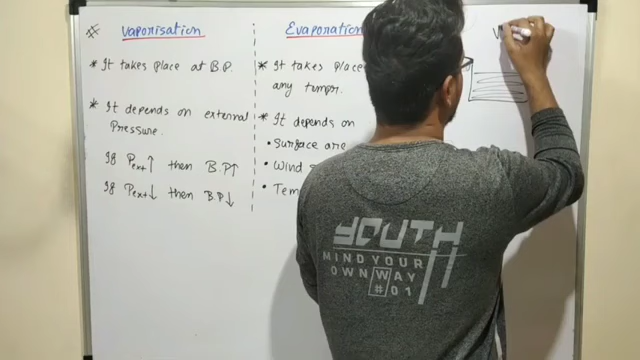 vaporisation
* It takes place at B.P.
* It depends on external
Pressure.
If Pext↑ then B.P↑
If Pext↓ then B.P↓
Evaporation
* It takes place
any tempr.
* It depends on
• Surface are
• Wind
• Tem
YOUTH
MIND YOUR
OWN WAY
#01